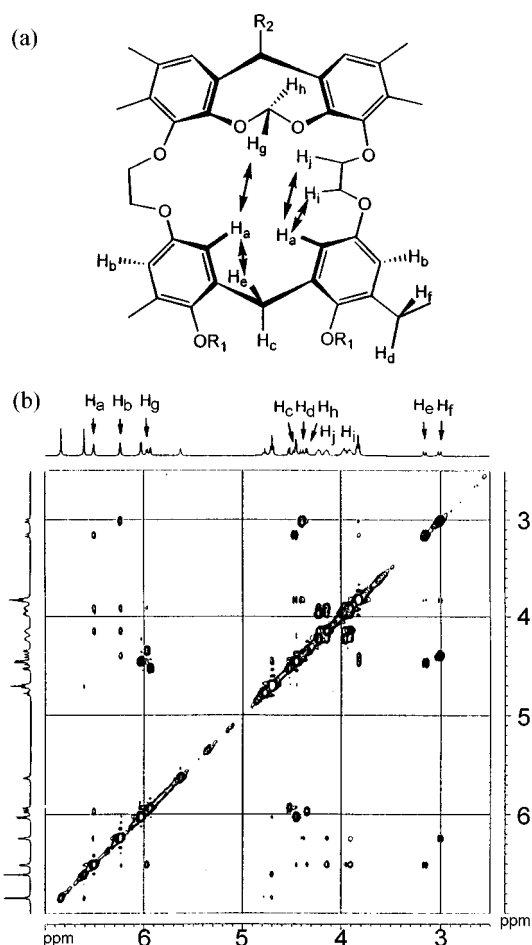 (a)
R2
Hh
O O
Hg
O Hj O
Hi
O O
Ha Ha
Hb Hb
He
Hf
OR1 Hc OR1
Hd
(b)
Ha Hb Hg Hc Hd Hh He Hf
Hj Hi
3
4
5
6
ppm
ppm 6 5 4 3